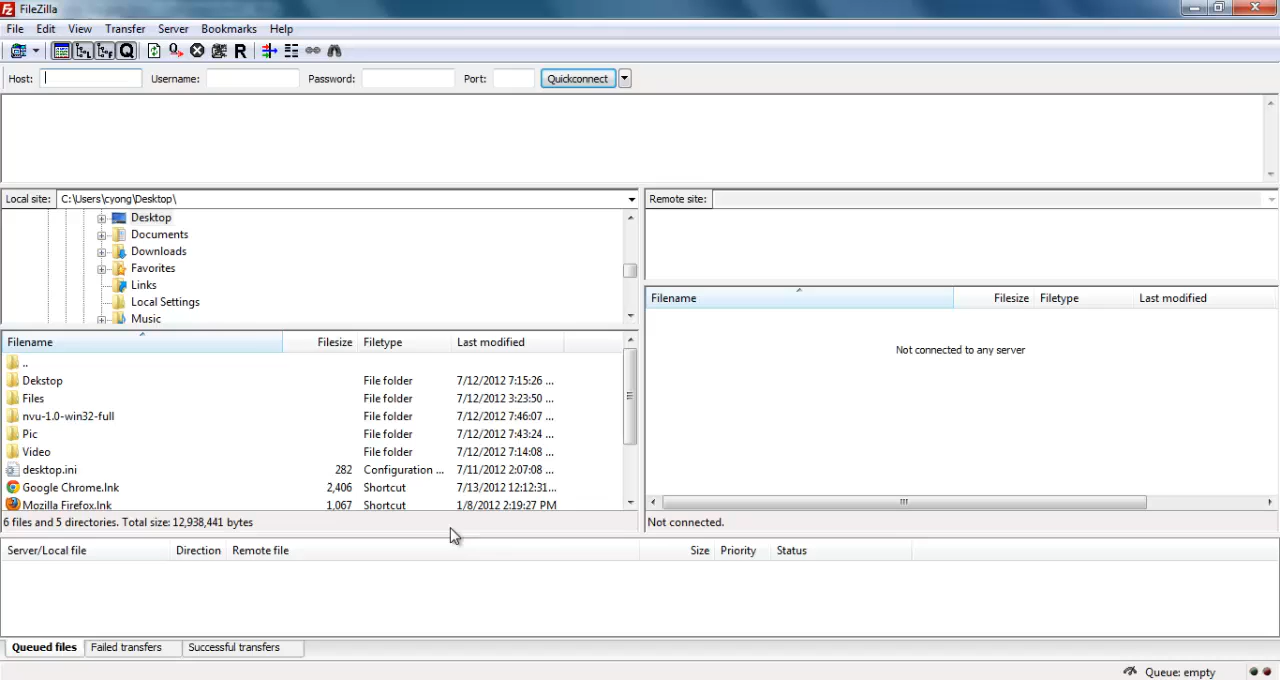 FileZilla
File Edit View Transfer Server Bookmarks Help
Host: Username: Password: Port: Quickconnect
Local site: C:\Users\cyong\Desktop\
Desktop
Documents
Downloads
Favorites
Links
Local Settings
Music
Filename Filesize Filetype Last modified
..
Dekstop File folder 7/12/2012 7:15:26 ...
Files File folder 7/12/2012 3:23:50 ...
nvu-1.0-win32-full File folder 7/12/2012 7:46:07 ...
Pic File folder 7/12/2012 7:43:24 ...
Video File folder 7/12/2012 7:14:08 ...
desktop.ini 282 Configuration ... 7/11/2012 2:07:08 ...
Google Chrome.lnk 2,406 Shortcut 7/13/2012 12:12:31...
Mozilla Firefox.lnk 1,067 Shortcut 1/8/2012 2:19:27 PM
6 files and 5 directories. Total size: 12,938,441 bytes
Remote site:
Filename Filesize Filetype Last modified
Not connected to any server
Not connected.
Server/Local file Direction Remote file Size Priority Status
Queued files Failed transfers Successful transfers
Queue: empty